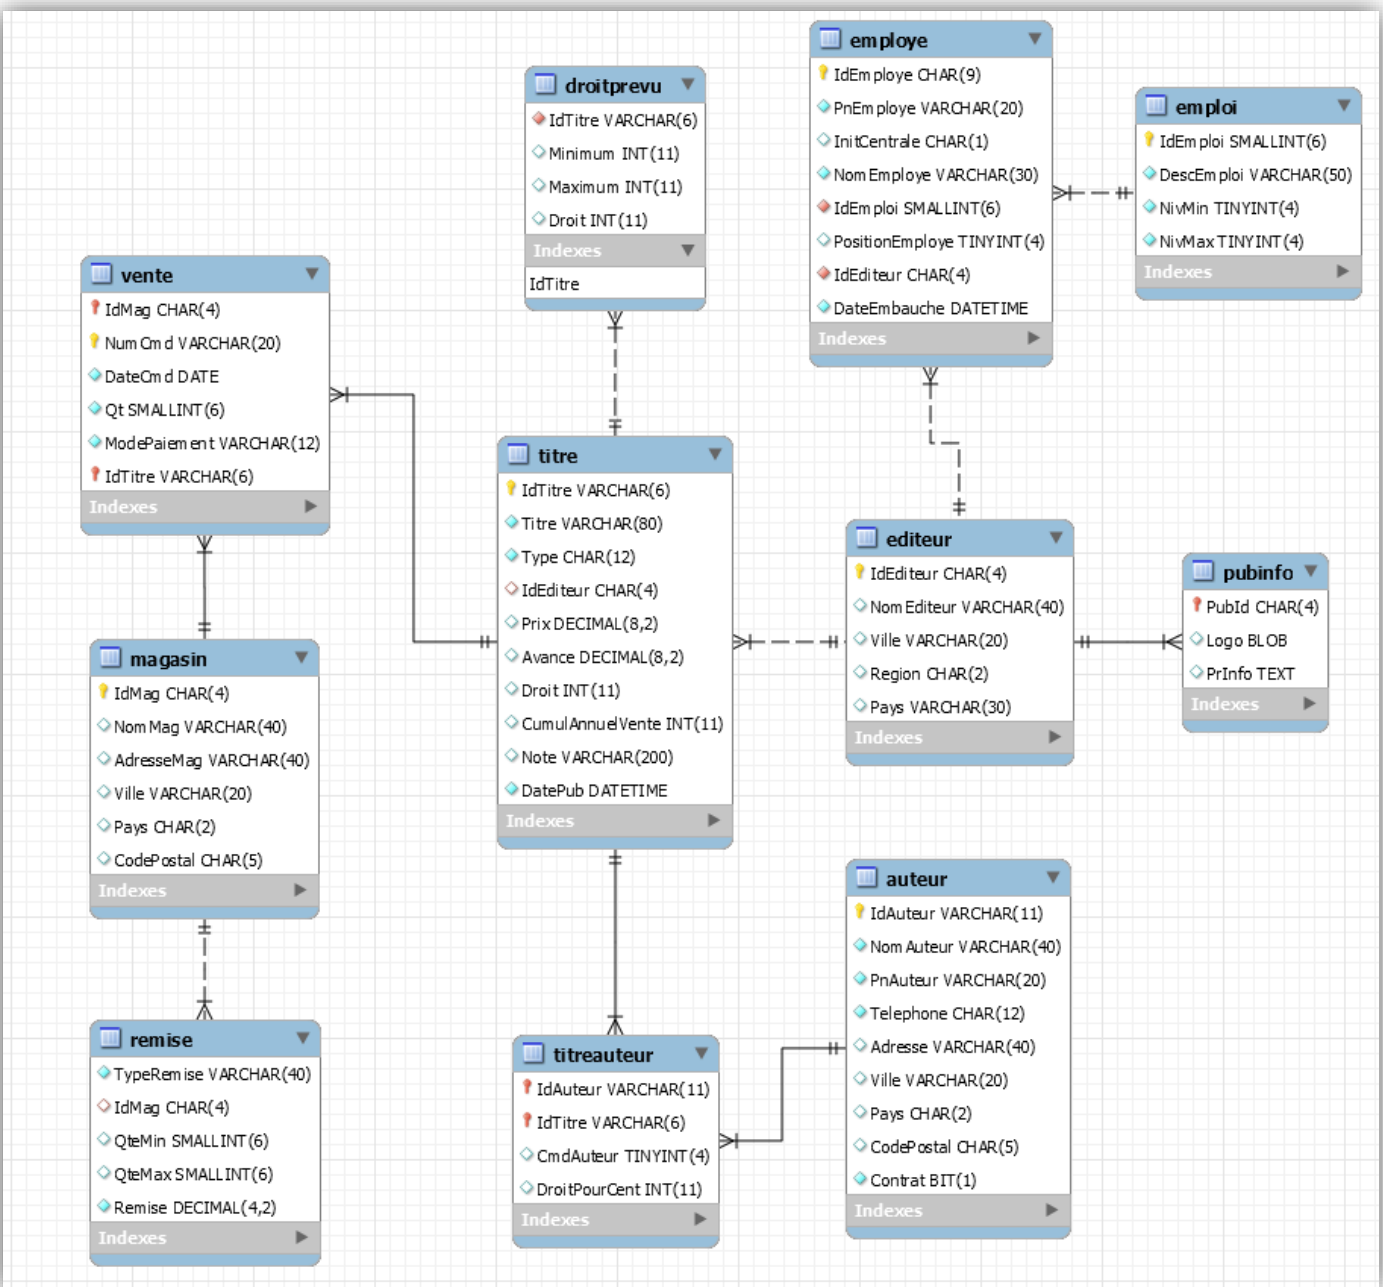 employe
IdEmploye CHAR(9)
PnEmploye VARCHAR(20)
InitCentrale CHAR(1)
NomEmploye VARCHAR(30)
IdEmploi SMALLINT(6)
PositionEmploye TINYINT(4)
IdEditeur CHAR(4)
DateEmbauche DATETIME
Indexes
droitprevu
IdTitre VARCHAR(6)
Minimum INT(11)
Maximum INT(11)
Droit INT(11)
Indexes
IdTitre
emploi
IdEmploi SMALLINT(6)
DescEmploi VARCHAR(50)
NivMin TINYINT(4)
NivMax TINYINT(4)
Indexes
vente
IdMag CHAR(4)
NumCmd VARCHAR(20)
DateCmd DATE
Qt SMALLINT(6)
ModePaiement VARCHAR(12)
IdTitre VARCHAR(6)
Indexes
titre
IdTitre VARCHAR(6)
Titre VARCHAR(80)
Type CHAR(12)
IdEditeur CHAR(4)
Prix DECIMAL(8,2)
Avance DECIMAL(8,2)
Droit INT(11)
CumulAnnuelVente INT(11)
Note VARCHAR(200)
DatePub DATETIME
Indexes
editeur
IdEditeur CHAR(4)
NomEditeur VARCHAR(40)
Ville VARCHAR(20)
Region CHAR(2)
Pays VARCHAR(30)
Indexes
pubinfo
PubId CHAR(4)
Logo BLOB
PrInfo TEXT
Indexes
magasin
IdMag CHAR(4)
NomMag VARCHAR(40)
AdresseMag VARCHAR(40)
Ville VARCHAR(20)
Pays CHAR(2)
CodePostal CHAR(5)
Indexes
auteur
IdAuteur VARCHAR(11)
NomAuteur VARCHAR(40)
PnAuteur VARCHAR(20)
Telephone CHAR(12)
Adresse VARCHAR(40)
Ville VARCHAR(20)
Pays CHAR(2)
CodePostal CHAR(5)
Contrat BIT(1)
Indexes
remise
TypeRemise VARCHAR(40)
IdMag CHAR(4)
QteMin SMALLINT(6)
QteMax SMALLINT(6)
Remise DECIMAL(4,2)
Indexes
titreauteur
IdAuteur VARCHAR(11)
IdTitre VARCHAR(6)
CmdAuteur TINYINT(4)
DroitPourCent INT(11)
Indexes